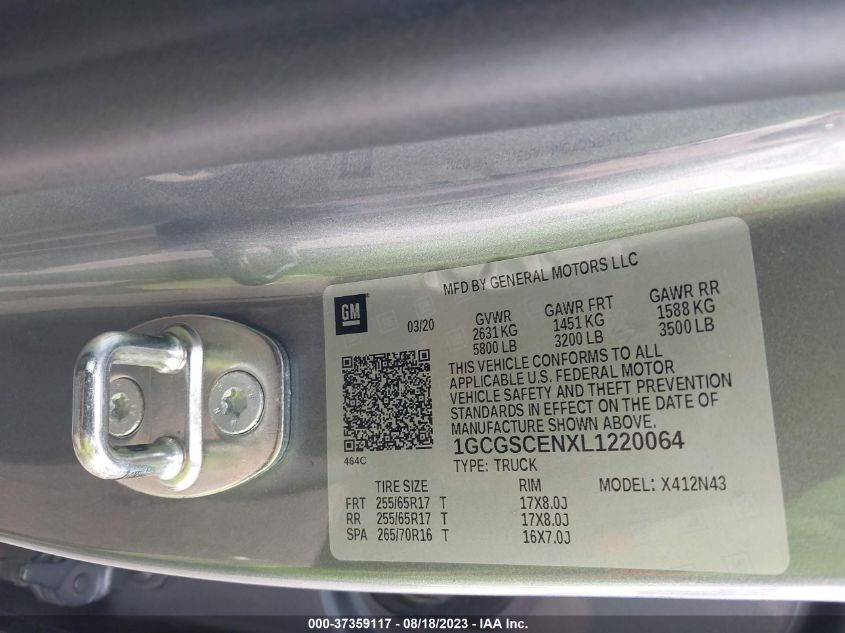 MFD BY GENERAL MOTORS LLC
GM
03/20
GVWR
2631 KG
5800 LB
GAWR FRT
1451 KG
3200 LB
GAWR RR
1588 KG
3500 LB
THIS VEHICLE CONFORMS TO ALL
APPLICABLE U.S. FEDERAL MOTOR
VEHICLE SAFETY AND THEFT PREVENTION
STANDARDS IN EFFECT ON THE DATE OF
MANUFACTURE SHOWN ABOVE.
464C
1GCGSCENXL1220064
TYPE: TRUCK
TIRE SIZE RIM MODEL: X412N43
FRT 255/65R17 T 17X8.0J
RR 255/65R17 T 17X8.0J
SPA 265/70R16 T 16X7.0J
000-37359117 - 08/18/2023 - IAA Inc.